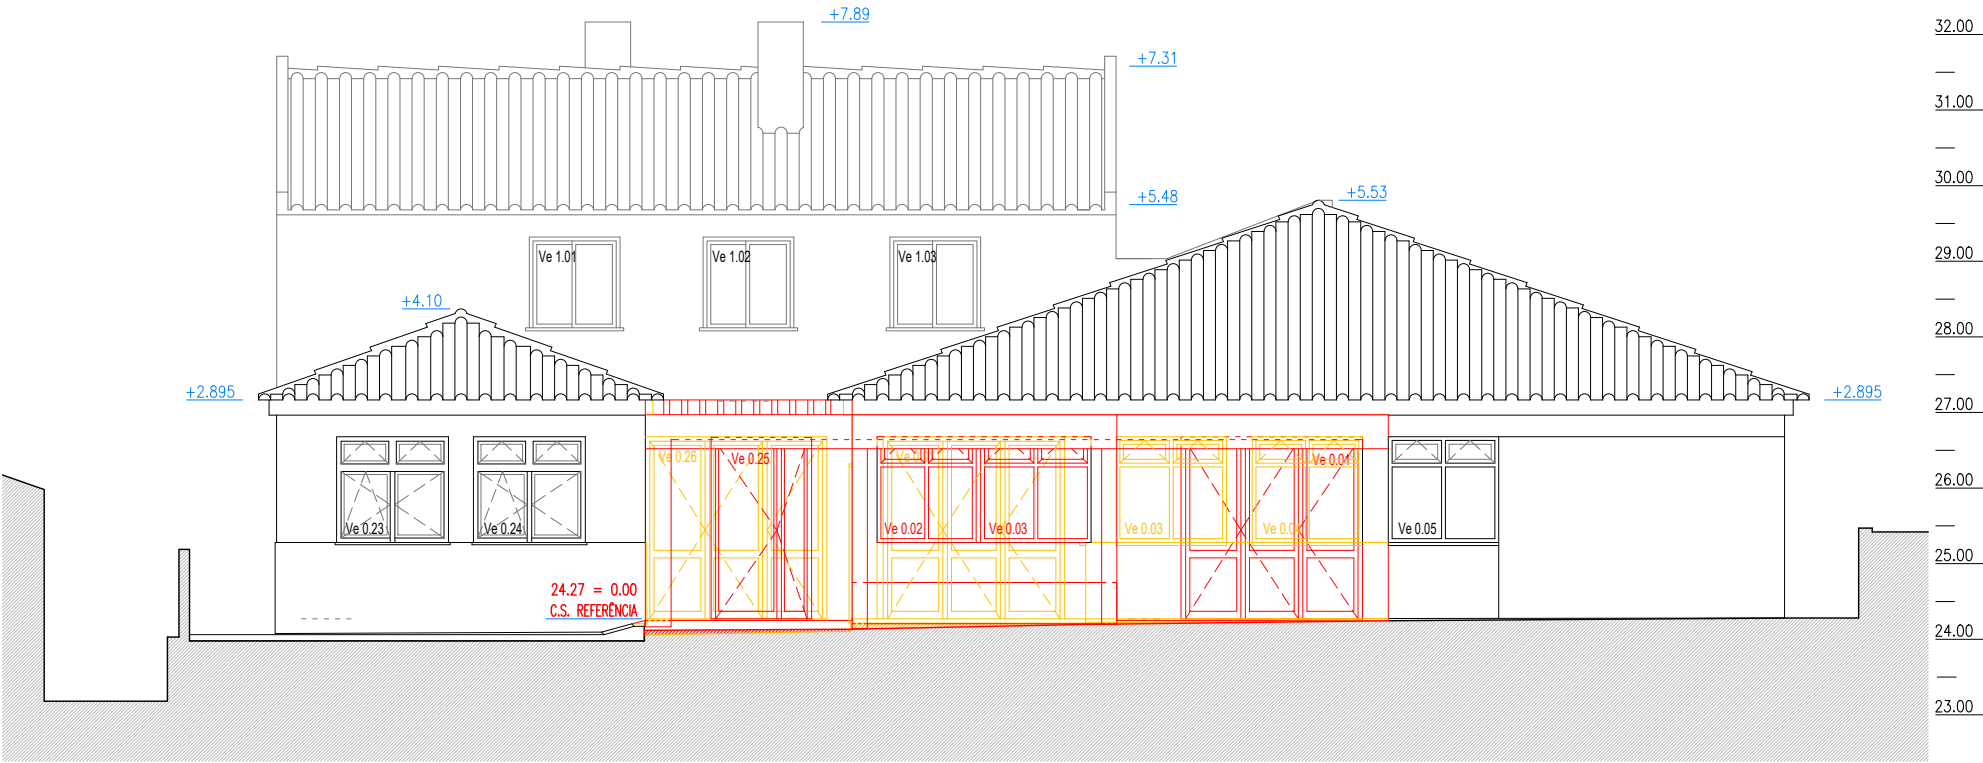 +7.89
32.00
+7.31
31.00
30.00
+5.48
+5.53
Ve 1.01
Ve 1.02
Ve 1.03
29.00
+4.10
28.00
+2.895
+2.895
27.00
Ve 0.26
Ve 0.25
Ve 0.01
26.00
Ve 0.23
Ve 0.24
Ve 0.02
Ve 0.03
Ve 0.03
Ve 0.04
Ve 0.05
25.00
24.27 = 0.00
C.S. REFERÊNCIA
24.00
23.00